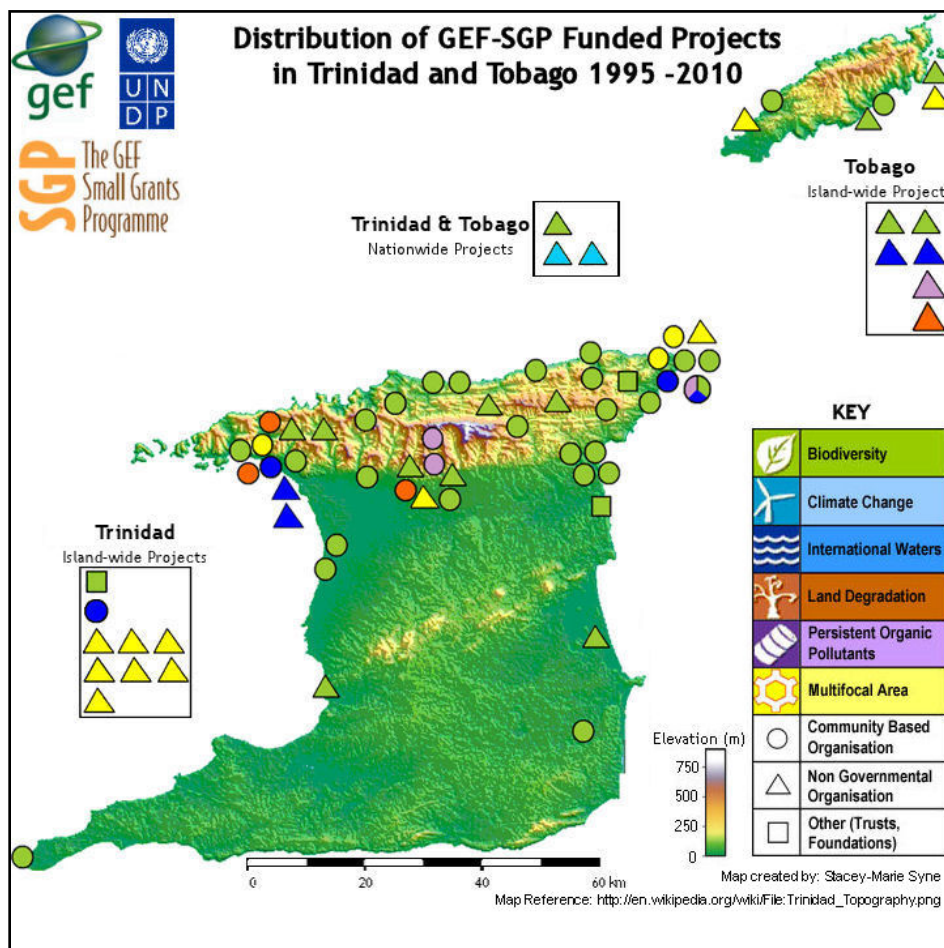 Distribution of GEF-SGP Funded Projects
in Trinidad and Tobago 1995 -2010
gef
U N
D P
SGP
The GEF
Small Grants
Programme
Tobago
Island-wide Project
Trinidad & Tobago
Nationwide Projects
Trinidad
Island-wide Projects
KEY
Biodiversity
Climate Change
International Waters
Land Degradation
Persistent Organic
Pollutants
Multifocal Area
Community Based
Organisation
Non Governmental
Organisation
Other (Trusts,
Foundations)
Elevation (m)
750
500
250
0
0 20 40 60 km
Map created by: Stacey-Marie Syne
Map Reference: http://en.wikipedia.org/wiki/File:Trinidad_Topography.png